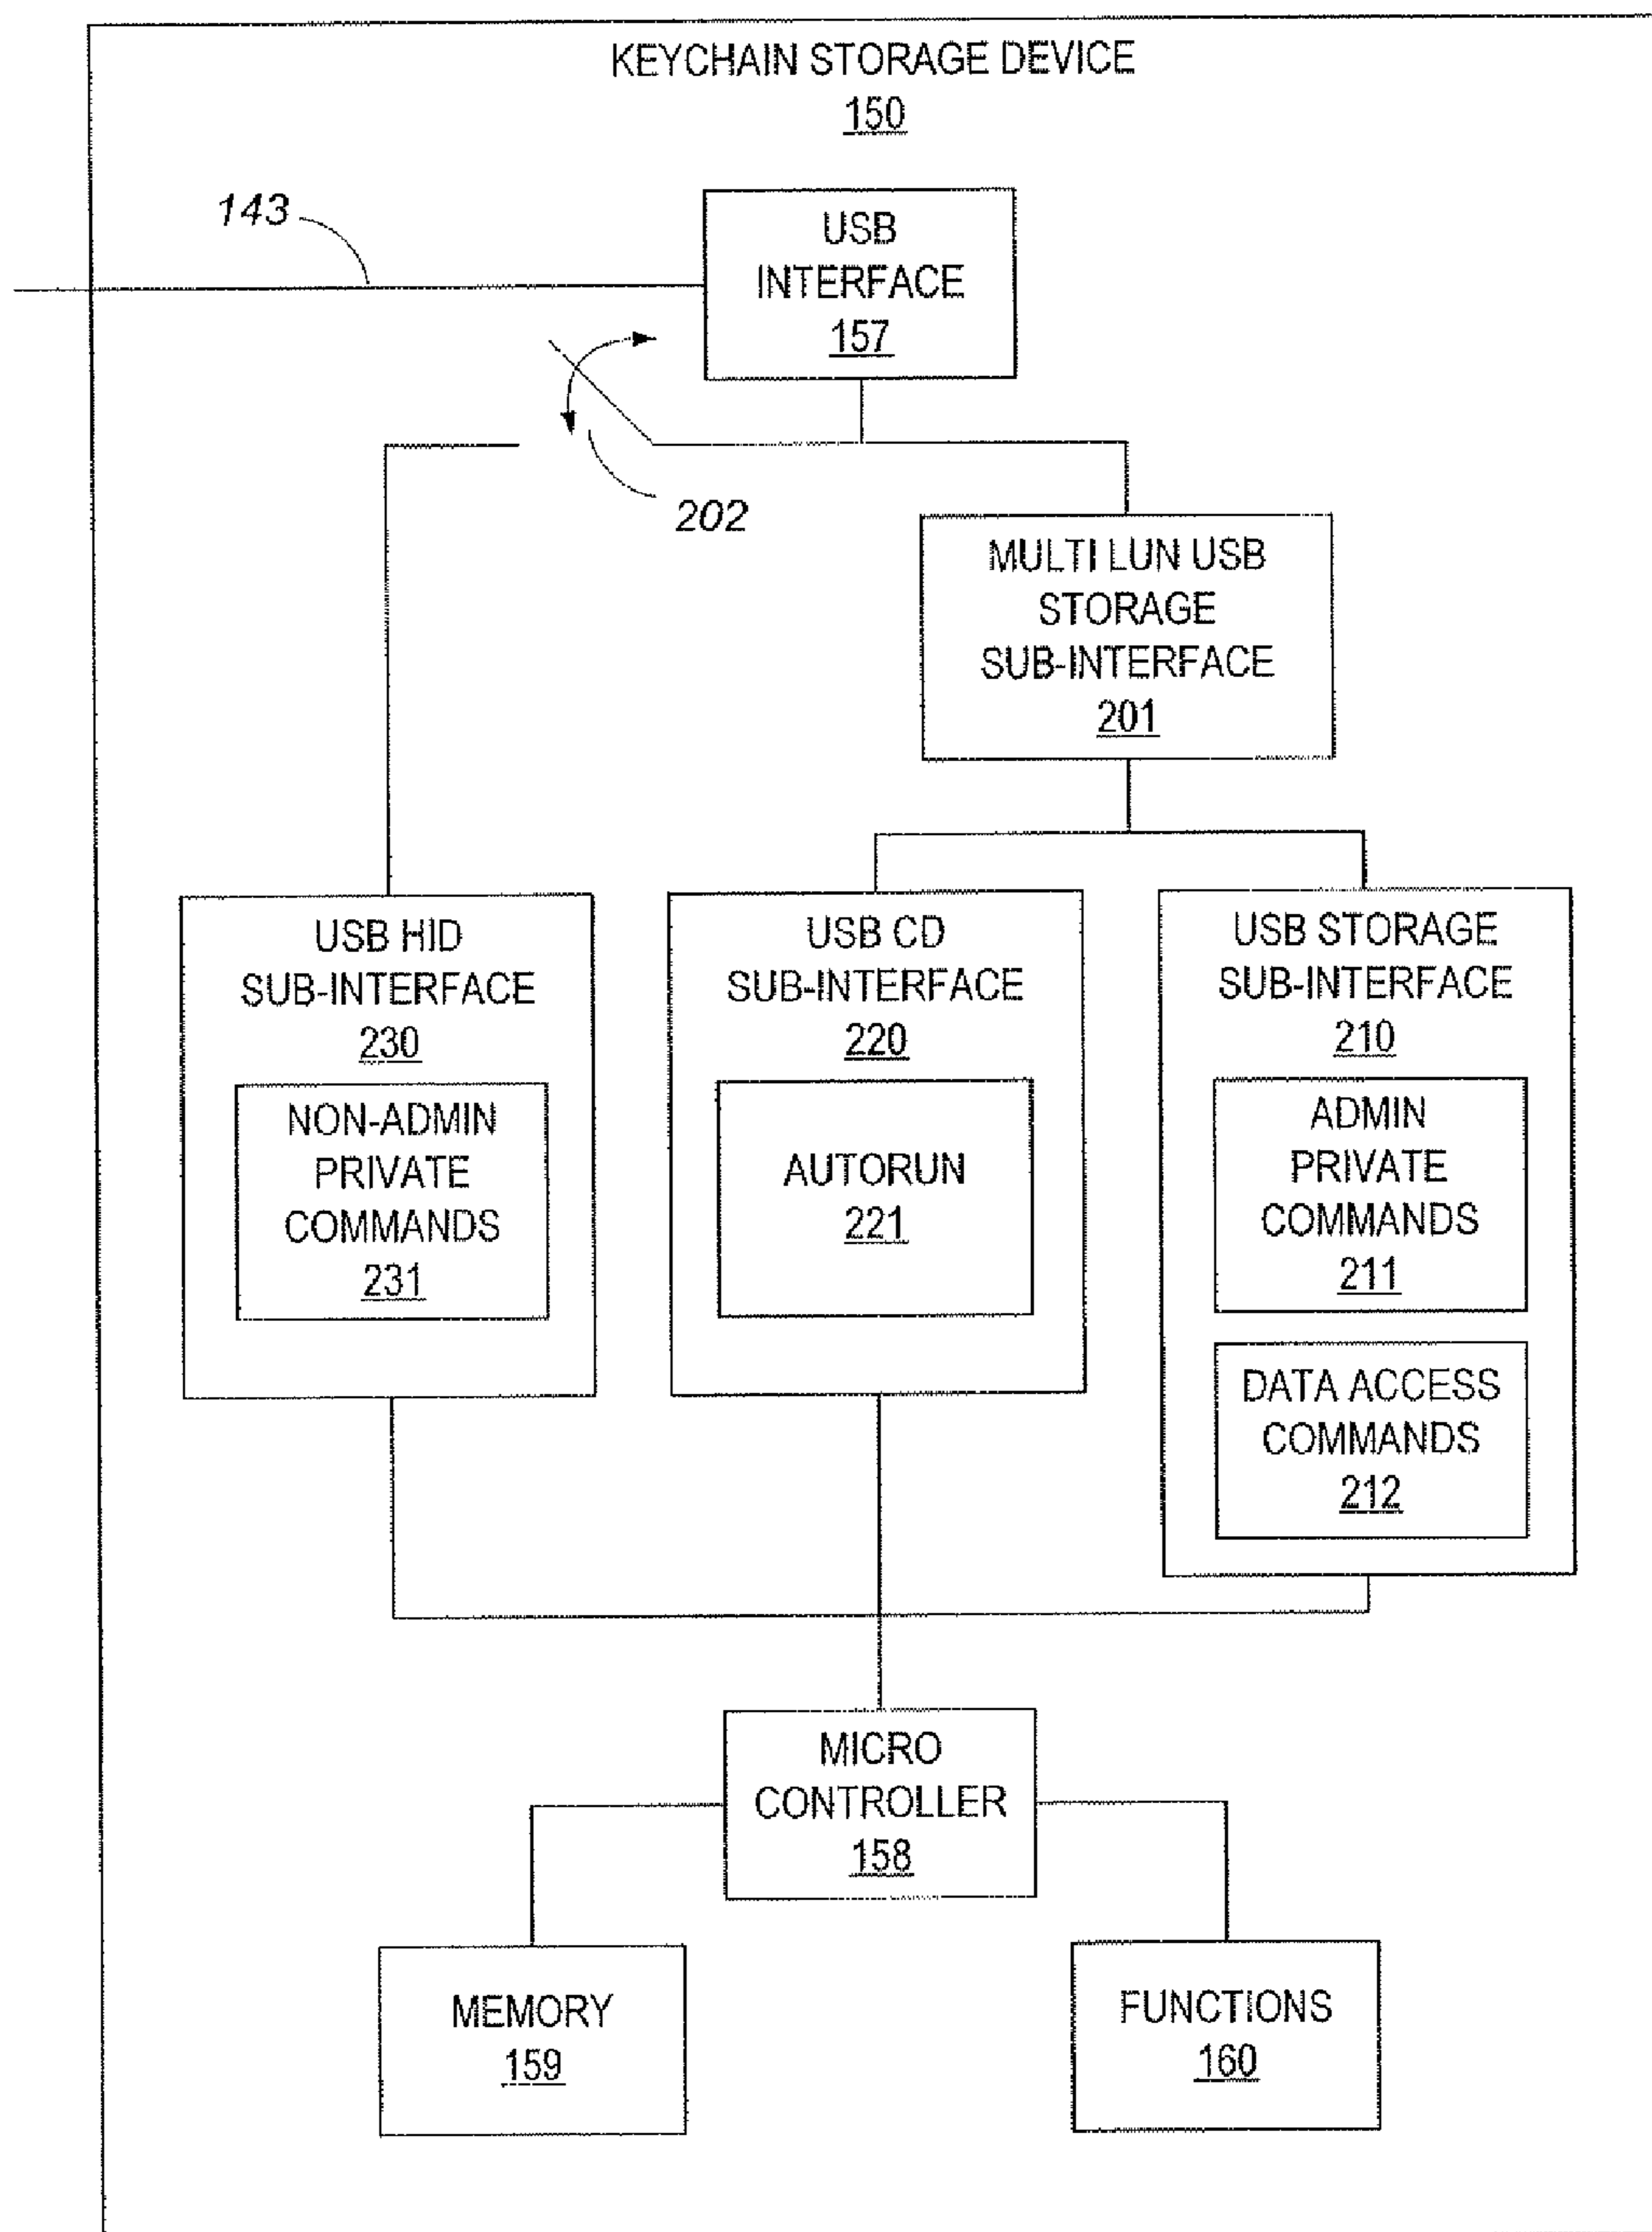 KEYCHAIN STORAGE DEVICE
150
143
USB
INTERFACE
157
202
MULTI LUN USB
STORAGE
SUB-INTERFACE
201
USB HID
SUB-INTERFACE
230
NON-ADMIN
PRIVATE
COMMANDS
231
USB CD
SUB-INTERFACE
220
AUTORUN
221
USB STORAGE
SUB-INTERFACE
210
ADMIN
PRIVATE
COMMANDS
211
DATA ACCESS
COMMANDS
212
MICRO
CONTROLLER
158
MEMORY
159
FUNCTIONS
160